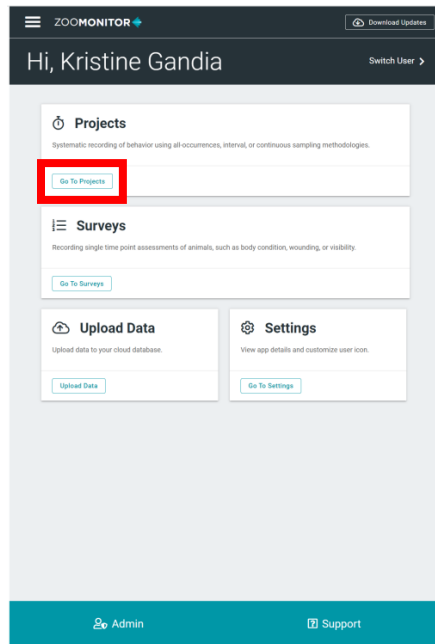 ZOOMONITOR
Download Updates
Hi, Kristine Gandia
Switch User
Projects
Systematic recording of behavior using all-occurrences, interval, or continuous sampling methodologies.
Go To Projects
Surveys
Recording single time point assessments of animals, such as body condition, wounding, or visibility.
Go To Surveys
Upload Data
Upload data to your cloud database.
Upload Data
Settings
View app details and customize user icon.
Go To Settings
Admin
Support